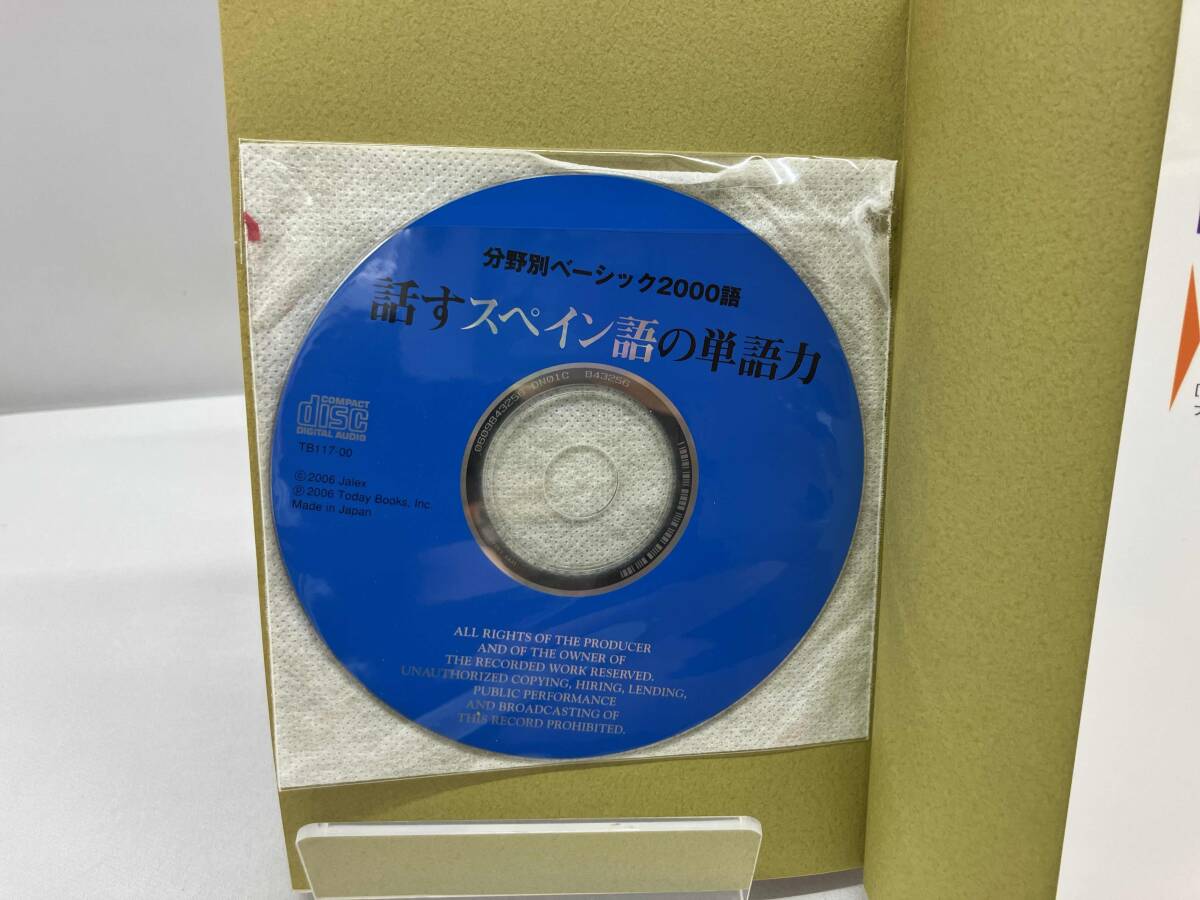 分野別ベーシック2000語
話すスペイン語の単語力
COMPACT
disc
DIGITAL AUDIO
TB117-00
©2006 Jalex
℗2006 Today Books, Inc.
Made in Japan
DN01C 843256
ALL RIGHTS OF THE PRODUCER
AND OF THE OWNER OF
THE RECORDED WORK RESERVED.
UNAUTHORIZED COPYING, HIRING, LENDING,
PUBLIC PERFORMANCE
AND BROADCASTING OF
THIS RECORD PROHIBITED.